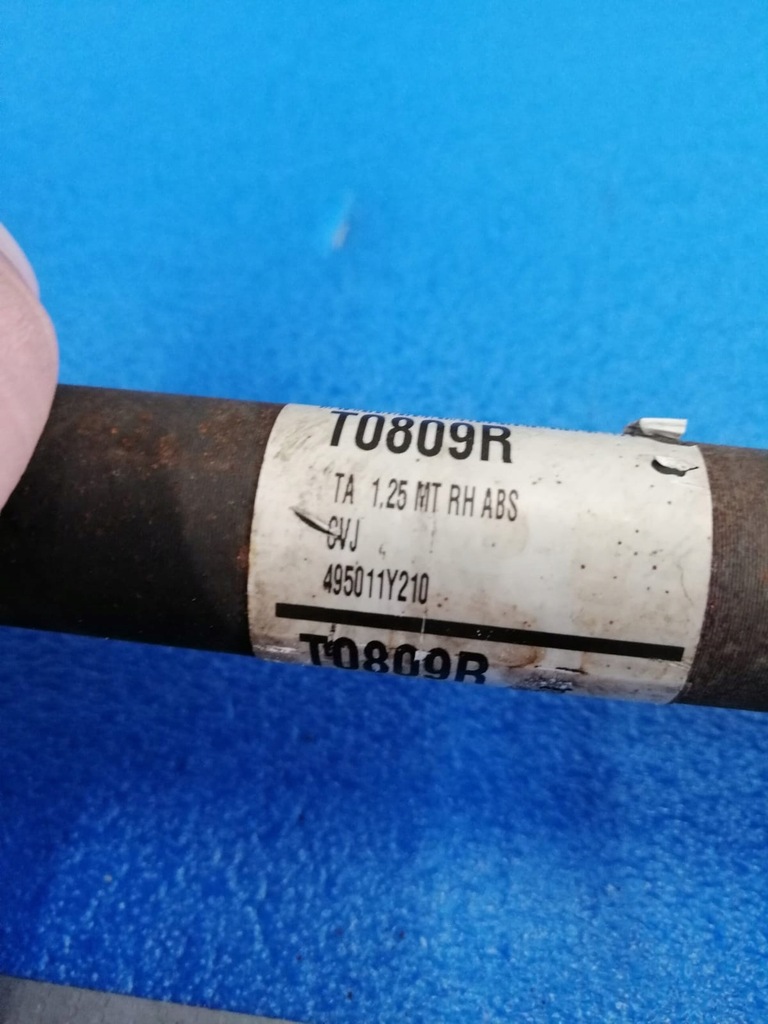 T0809R
TA 1.25 MT RH ABS
CVJ
495011Y210
T0809R